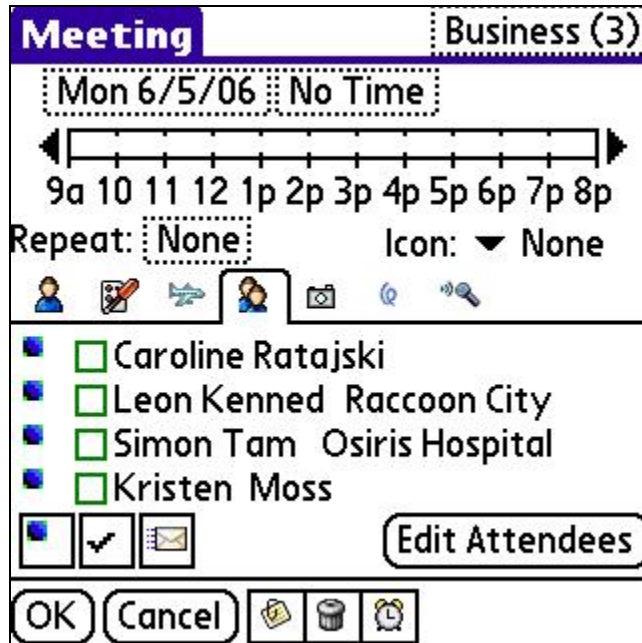 Meeting Business (3)
Mon 6/5/06 No Time
9a 10 11 12 1p 2p 3p 4p 5p 6p 7p 8p
Repeat: None Icon: None
Caroline Ratajski
Leon Kenned Raccoon City
Simon Tam Osiris Hospital
Kristen Moss
Edit Attendees
OK Cancel